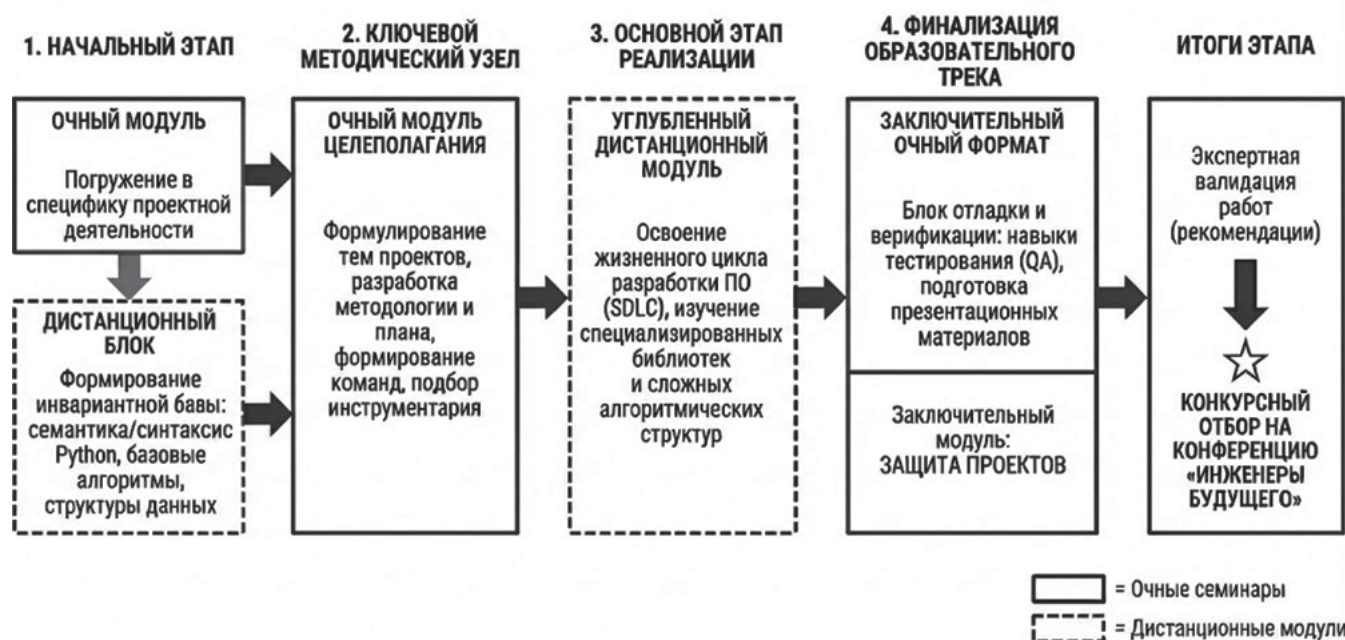 1. НАЧАЛЬНЫЙ ЭТАП
ОЧНЫЙ МОДУЛЬ
Погружение в
специфику проектной
деятельности
ДИСТАНЦИОННЫЙ
БЛОК
Формирование
инвариантной бавы:
семантика/синтаксис
Python, базовые
алгоритмы,
структуры данных
2. КЛЮЧЕВОЙ
МЕТОДИЧЕСКИЙ УЗЕЛ
ОЧНЫЙ МОДУЛЬ
ЦЕЛЕПОЛАГАНИЯ
Формулирование
тем проектов,
разработка
методологии и
плана,
формирование
команд, подбор
инструментария
3. ОСНОВНОЙ ЭТАП
РЕАЛИЗАЦИИ
УГЛУБЛЕННЫЙ
ДИСТАНЦИОННЫЙ
МОДУЛЬ
Освоение
жизненного цикла
разработки ПО
(SDLC), изучение
специализированных
библиотек
и сложных
алгоритмических
структур
4. ФИНАЛИЗАЦИЯ
ОБРАЗОВАТЕЛЬНОГО
ТРЕКА
ЗАКЛЮЧИТЕЛЬНЫЙ
ОЧНЫЙ ФОРМАТ
Блок отладки и
верификации: навыки
тестирования (QA),
подготовка
презентационных
материалов
Заключительный
модуль:
ЗАЩИТА ПРОЕКТОВ
ИТОГИ ЭТАПА
Экспертная
валидация
работ
(рекомендации)
КОНКУРСНЫЙ
ОТБОР НА
КОНФЕРЕНЦИЮ
«ИНЖЕНЕРЫ
БУДУЩЕГО»
= Очные семинары
= Дистанционные модули